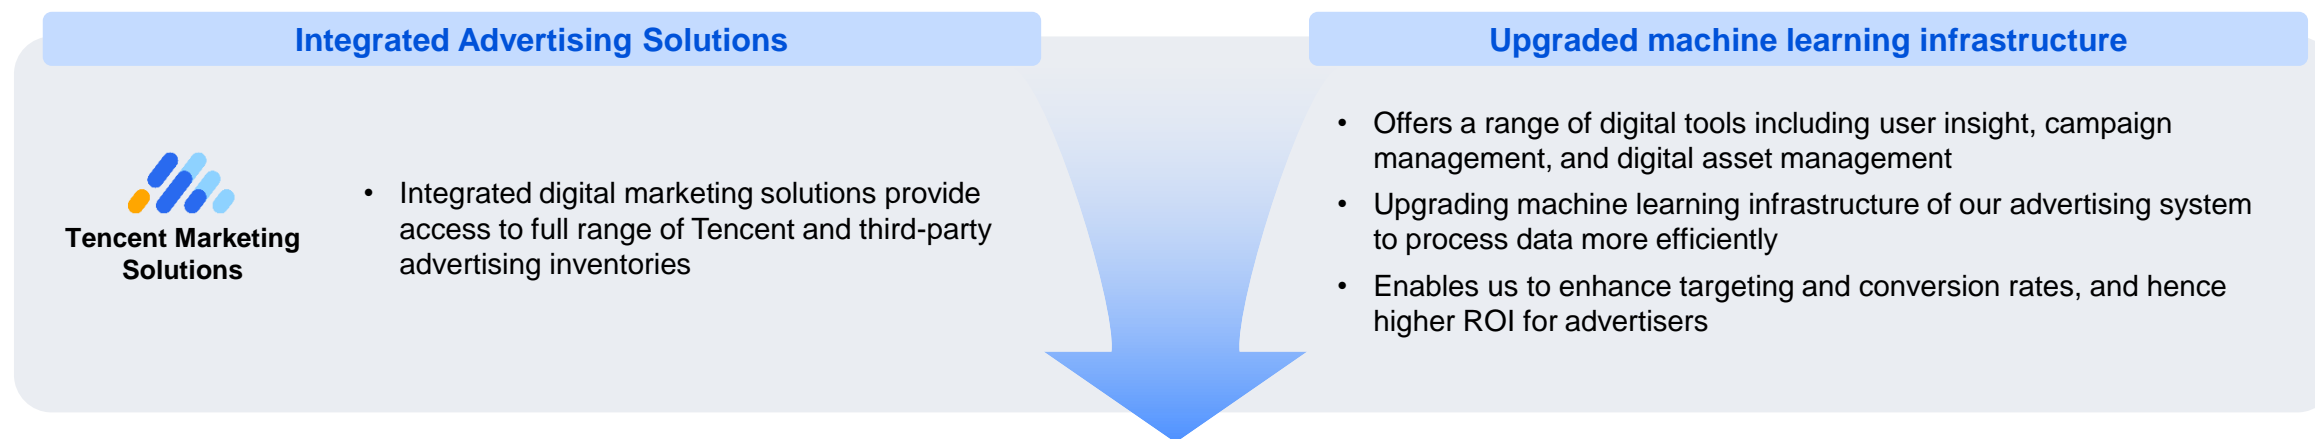 Integrated Advertising Solutions
Tencent Marketing
Solutions
• Integrated digital marketing solutions provide
access to full range of Tencent and third-party
advertising inventories
Upgraded machine learning infrastructure
• Offers a range of digital tools including user insight, campaign
management, and digital asset management
• Upgrading machine learning infrastructure of our advertising system
to process data more efficiently
• Enables us to enhance targeting and conversion rates, and hence
higher ROI for advertisers